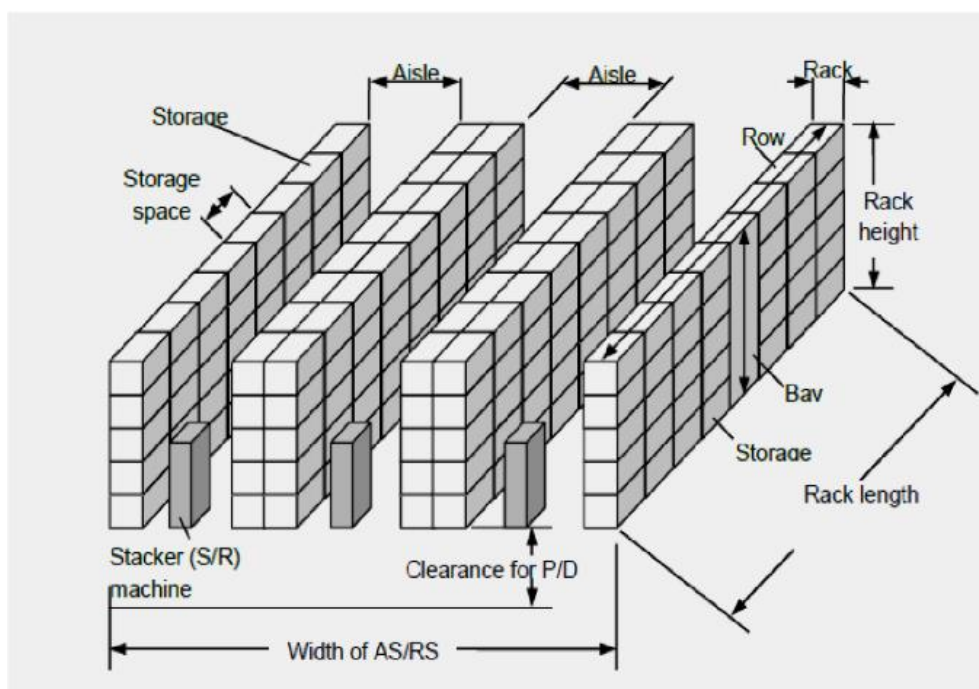 Aisle
Aisle
Rack
Storage
Row
Storage
space
Rack
height
Bav
Storage
Rack length
Stacker (S/R)
machine
Clearance for P/D
Width of AS/RS